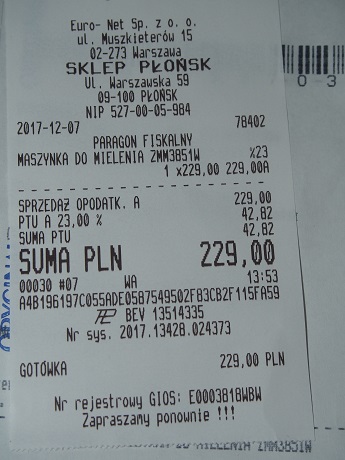 Euro- Net Sp. z o. o.
ul. Muszkieterów 15
02-273 Warszawa
SKLEP PŁOŃSK
Ul. Warszawska 59
09-100 PŁOŃSK
NIP 527-00-05-984
2017-12-07 78402
PARAGON FISKALNY
MASZYNKA DO MIELENIA ZMM3851W %23
1 x229,00 229,00A
SPRZEDAŻ OPODATK. A 229,00
PTU A 23,00 % 42,82
SUMA PTU 42,82
SUMA PLN 229,00
00030 #07 WA 13:53
A4B196197C055ADE0587549502F83CB2F115FA59
BEV 13514335
Nr sys. 2017.13428.024373
GOTÓWKA 229,00 PLN
Nr rejestrowy GIOS: E0003818WBW
Zapraszamy ponownie !!!
0 3
MIELENIA ZMM3851W